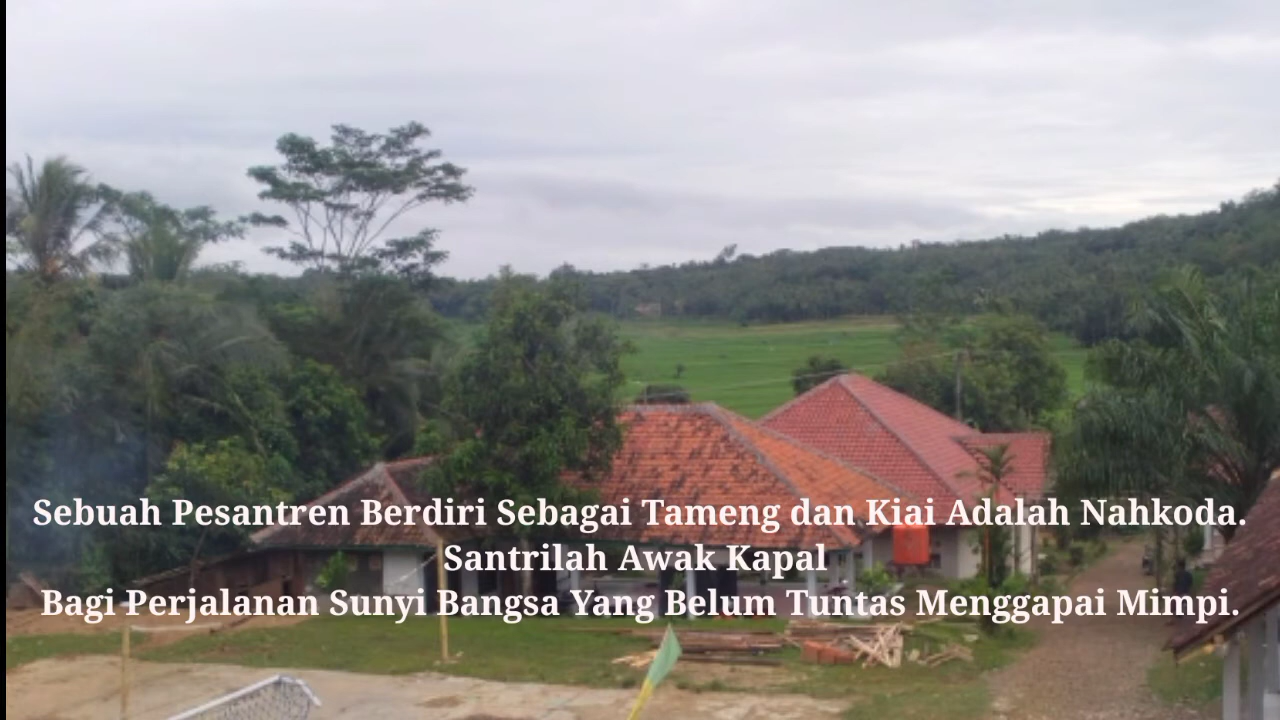 Sebuah Pesantren Berdiri Sebagai Tameng dan Kiai Adalah Nahkoda.
Santrilah Awak Kapal
Bagi Perjalanan Sunyi Bangsa Yang Belum Tuntas Menggapai Mimpi.